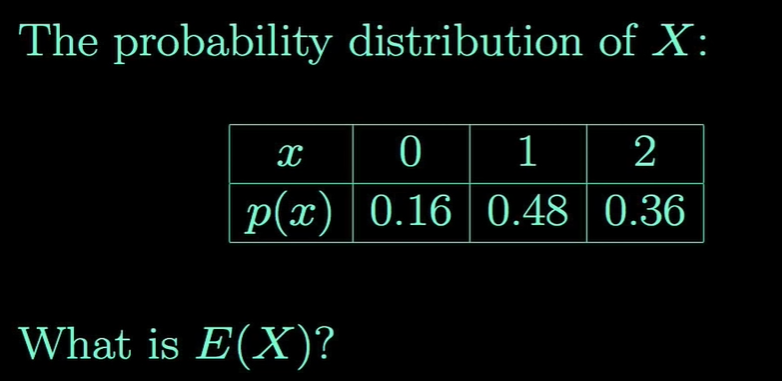 The probability distribution of X:
x 0 1 2
p(x) 0.16 0.48 0.36
What is E(X)?